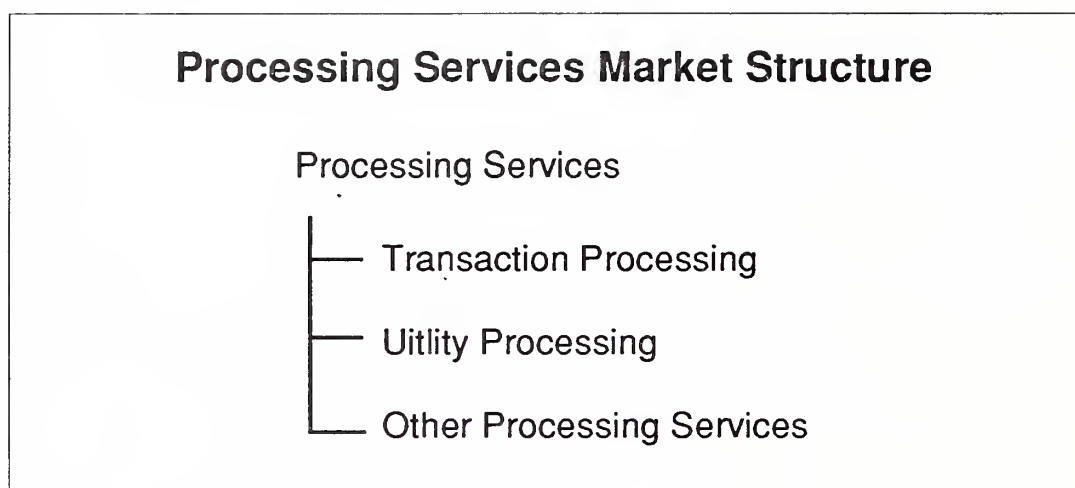 Processing Services Market Structure
Processing Services
Transaction Processing
Uitlity Processing
Other Processing Services